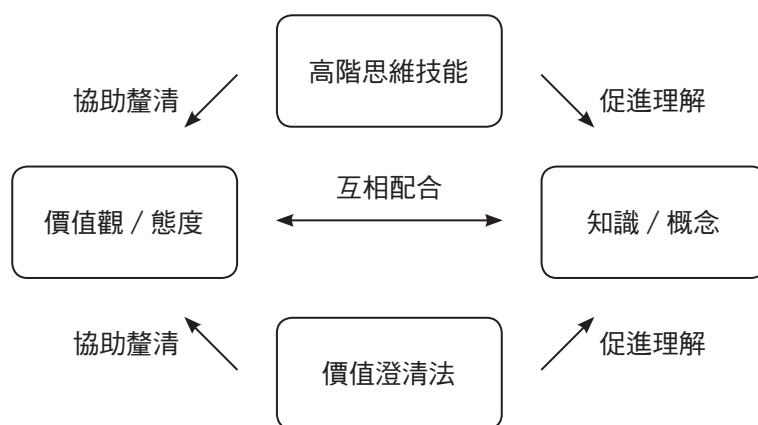 高階思維技能
協助釐清
促進理解
互相配合
價值觀 / 態度
知識 / 概念
協助釐清
促進理解
價值澄清法